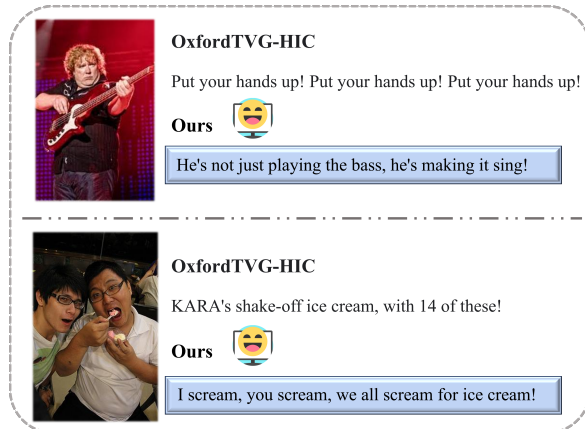 OxfordTVG-HIC
Put your hands up! Put your hands up! Put your hands up!
Ours
He's not just playing the bass, he's making it sing!
OxfordTVG-HIC
KARA's shake-off ice cream, with 14 of these!
Ours
I scream, you scream, we all scream for ice cream!